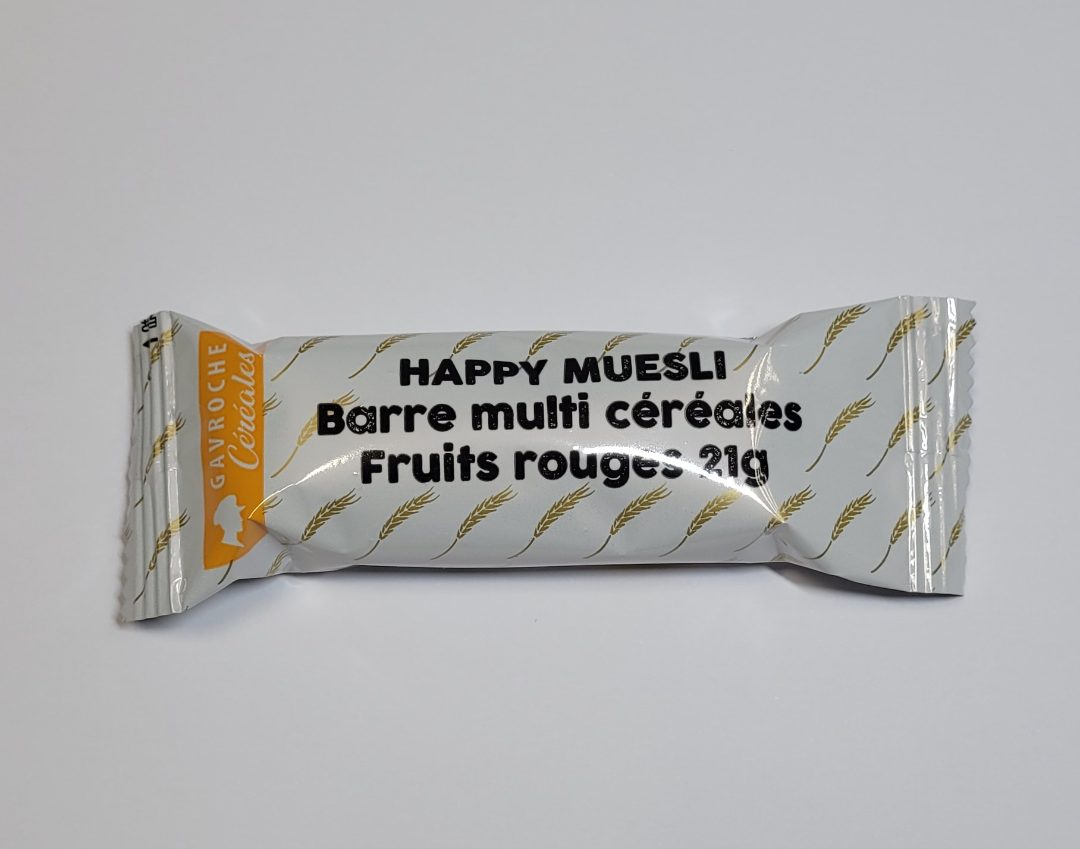 GAVROCHE
Céréales
HAPPY MUESLI
Barre multi céréales
Fruits rouges 21g